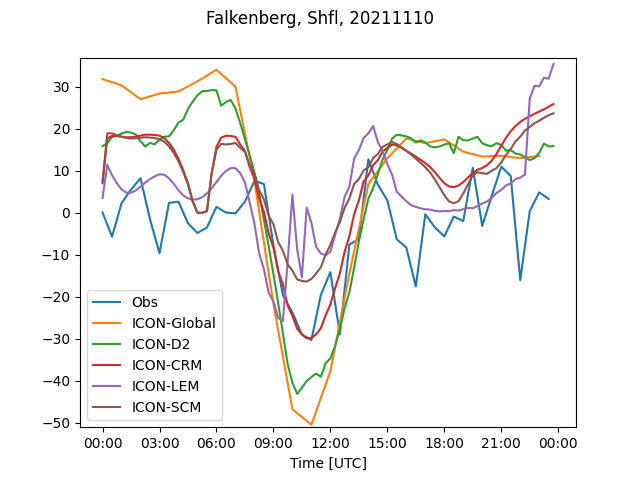 Falkenberg, Shfl, 20211110
30
20
10
0
−10
−20
−30
−40
−50
Obs
ICON-Global
ICON-D2
ICON-CRM
ICON-LEM
ICON-SCM
00:00 03:00 06:00 09:00 12:00 15:00 18:00 21:00 00:00
Time [UTC]